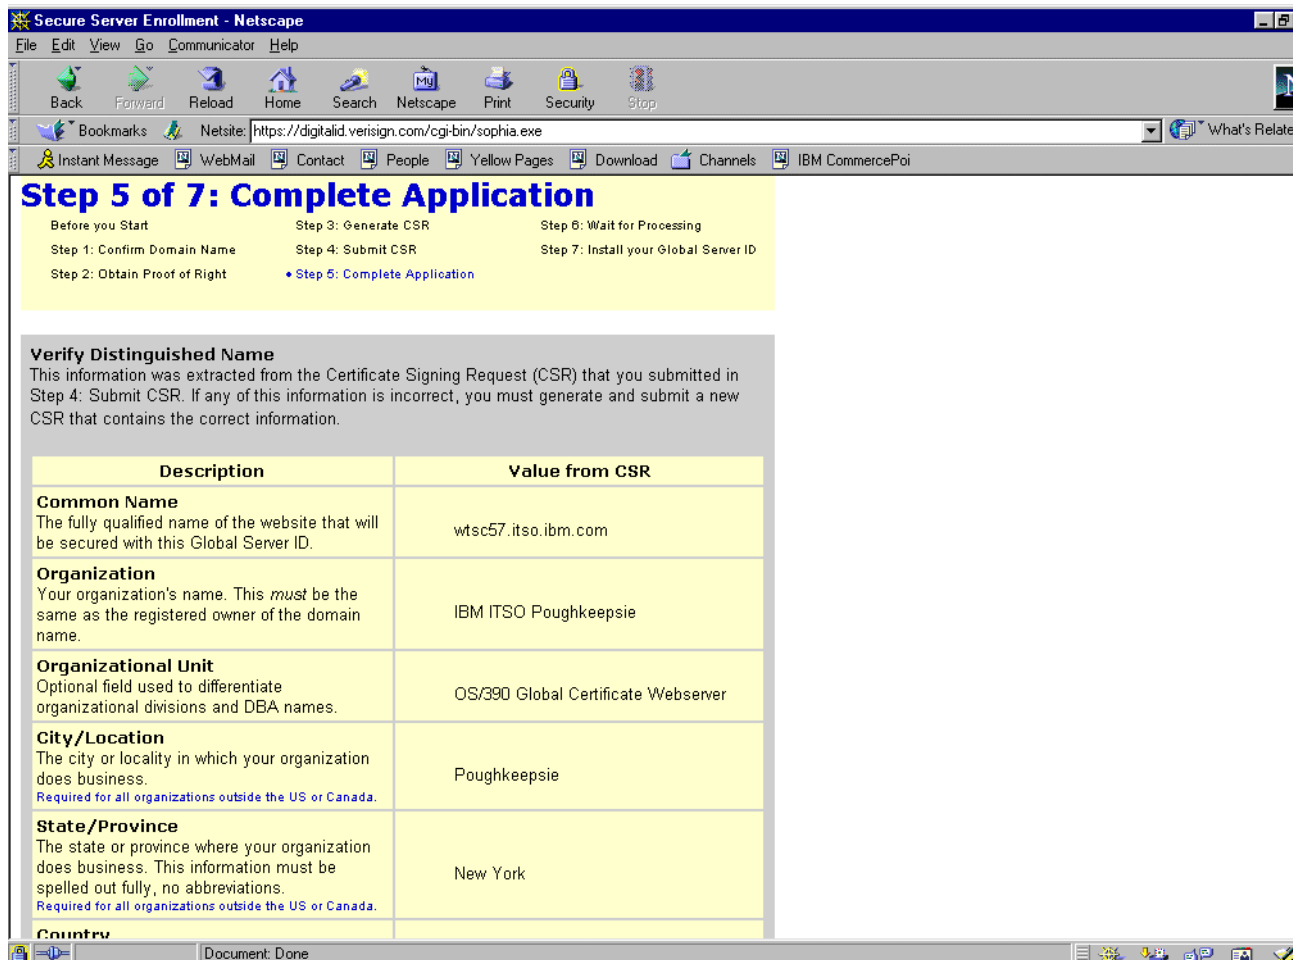 Secure Server Enrollment - Netscape
File Edit View Go Communicator Help
Back Forward Reload Home Search Netscape Print Security Stop
Bookmarks Netsite: https://digitalid.verisign.com/cgi-bin/sophia.exe What's Relate
Instant Message WebMail Contact People Yellow Pages Download Channels IBM CommercePoi
Step 5 of 7: Complete Application
Before you Start Step 3: Generate CSR Step 6: Wait for Processing
Step 1: Confirm Domain Name Step 4: Submit CSR Step 7: Install your Global Server ID
Step 2: Obtain Proof of Right • Step 5: Complete Application
Verify Distinguished Name
This information was extracted from the Certificate Signing Request (CSR) that you submitted in
Step 4: Submit CSR. If any of this information is incorrect, you must generate and submit a new
CSR that contains the correct information.
Description Value from CSR
Common Name
The fully qualified name of the website that will
be secured with this Global Server ID.
wtsc57.itso.ibm.com
Organization
Your organization's name. This must be the
same as the registered owner of the domain
name.
IBM ITSO Poughkeepsie
Organizational Unit
Optional field used to differentiate
organizational divisions and DBA names.
OS/390 Global Certificate Webserver
City/Location
The city or locality in which your organization
does business.
Required for all organizations outside the US or Canada.
Poughkeepsie
State/Province
The state or province where your organization
does business. This information must be
spelled out fully, no abbreviations.
Required for all organizations outside the US or Canada.
New York
Country
Document: Done